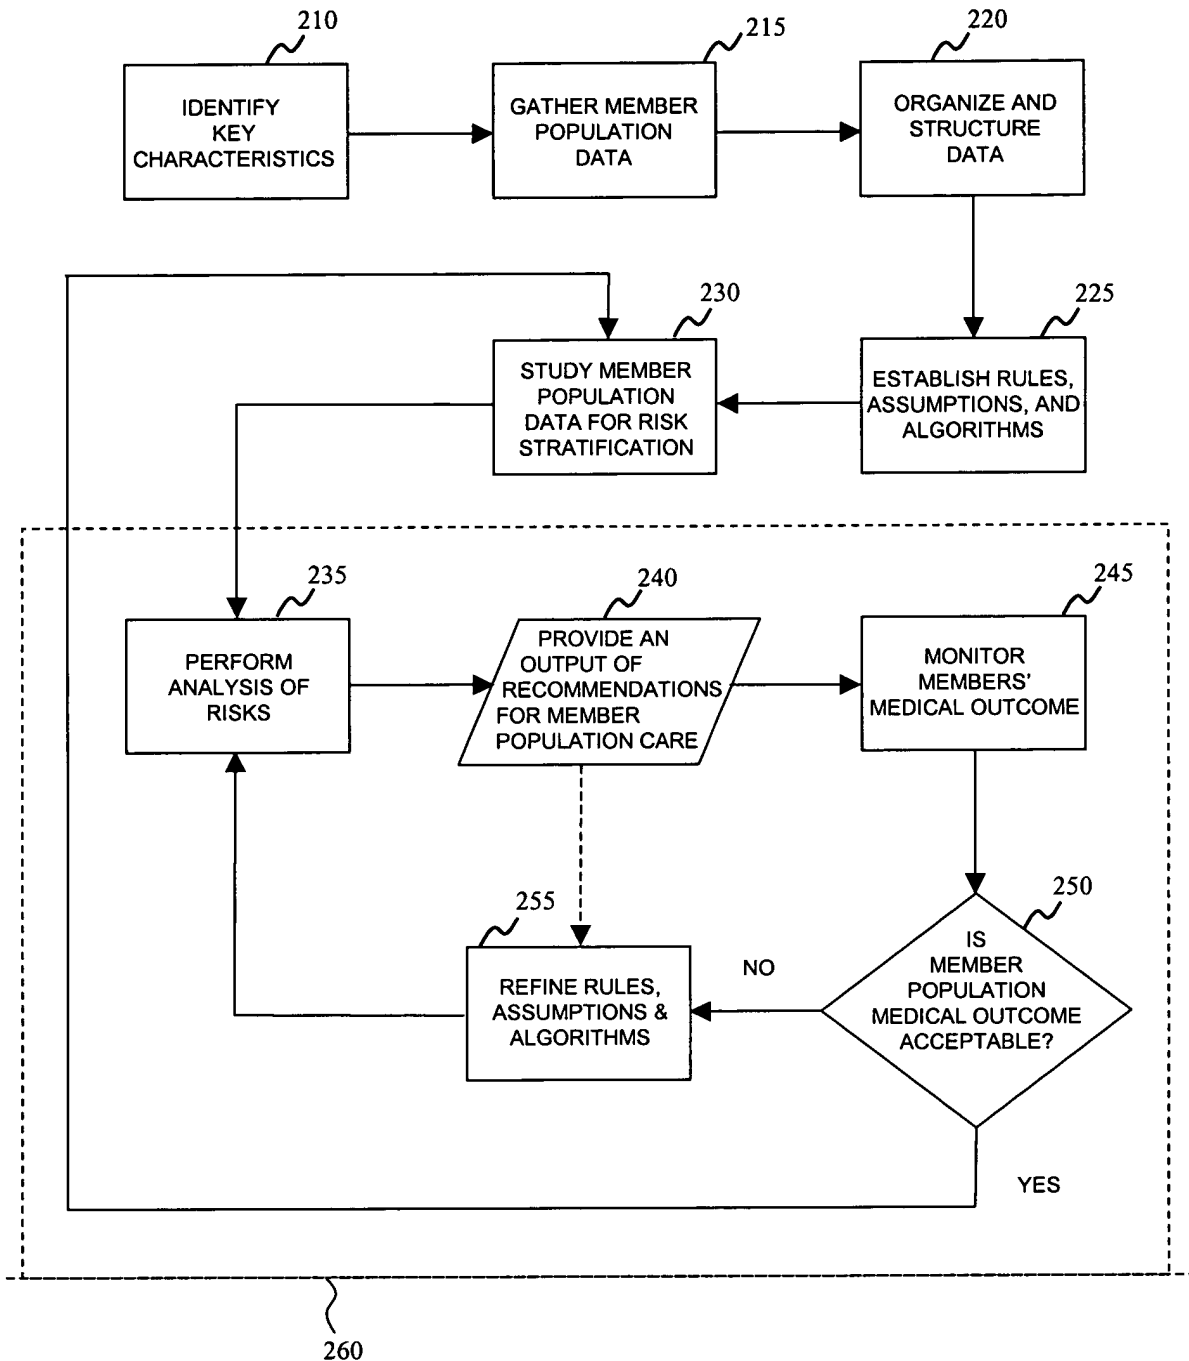 210
IDENTIFY
KEY
CHARACTERISTICS
215
GATHER MEMBER
POPULATION
DATA
220
ORGANIZE AND
STRUCTURE
DATA
230
STUDY MEMBER
POPULATION
DATA FOR RISK
STRATIFICATION
225
ESTABLISH RULES,
ASSUMPTIONS, AND
ALGORITHMS
235
PERFORM
ANALYSIS OF
RISKS
240
PROVIDE AN
OUTPUT OF
RECOMMENDATIONS
FOR MEMBER
POPULATION CARE
245
MONITOR
MEMBERS'
MEDICAL OUTCOME
255
REFINE RULES,
ASSUMPTIONS &
ALGORITHMS
NO
250
IS
MEMBER
POPULATION
MEDICAL OUTCOME
ACCEPTABLE?
YES
260